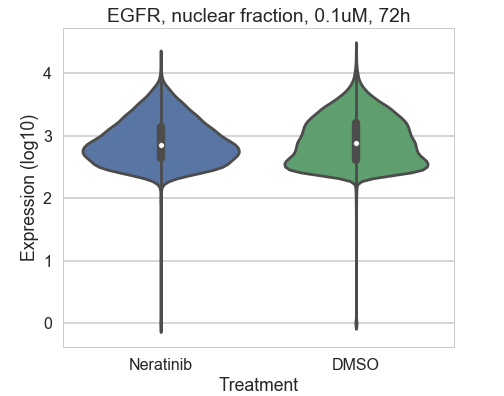 EGFR, nuclear fraction, 0.1uM, 72h
4
3
2
1
0
Expression (log10)
Neratinib
DMSO
Treatment